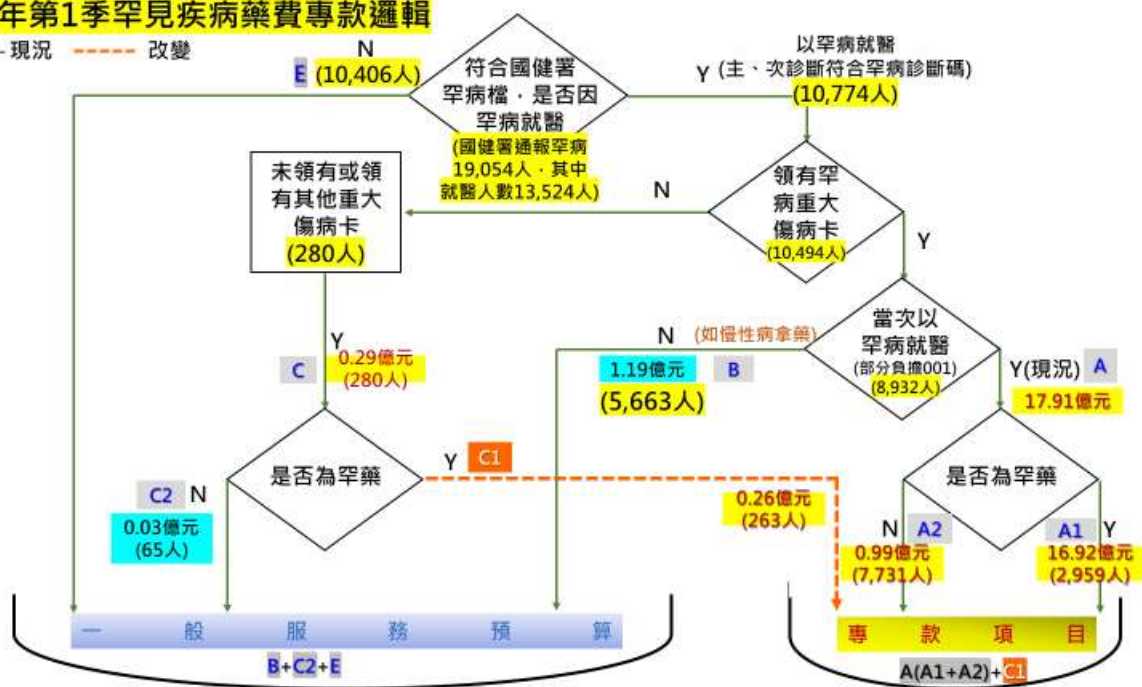 年第1季罕見疾病藥費專款邏輯
現況
改變
N
E (10,406人)
符合國健署
罕病檔，是否因
罕病就醫
(國健署通報罕病
19,054人，其中
就醫人數13,524人)
以罕病就醫
Y (主、次診斷符合罕病診斷碼)
(10,774人)
未領有或領
有其他重大
傷病卡
(280人)
N
領有罕
病重大
傷病卡
(10,494人)
Y
Y
C
0.29億元
(280人)
N (如慢性病拿藥)
1.19億元 B
(5,663人)
當次以
罕病就醫
(部分負擔001)
(8,932人)
Y(現況) A
17.91億元
是否為罕藥
Y C1
C2 N
0.03億元
(65人)
0.26億元
(263人)
是否為罕藥
N A2
0.99億元
(7,731人)
A1 Y
16.92億元
(2,959人)
一般服務預算
B+C2+E
專款項目
A(A1+A2)+C1